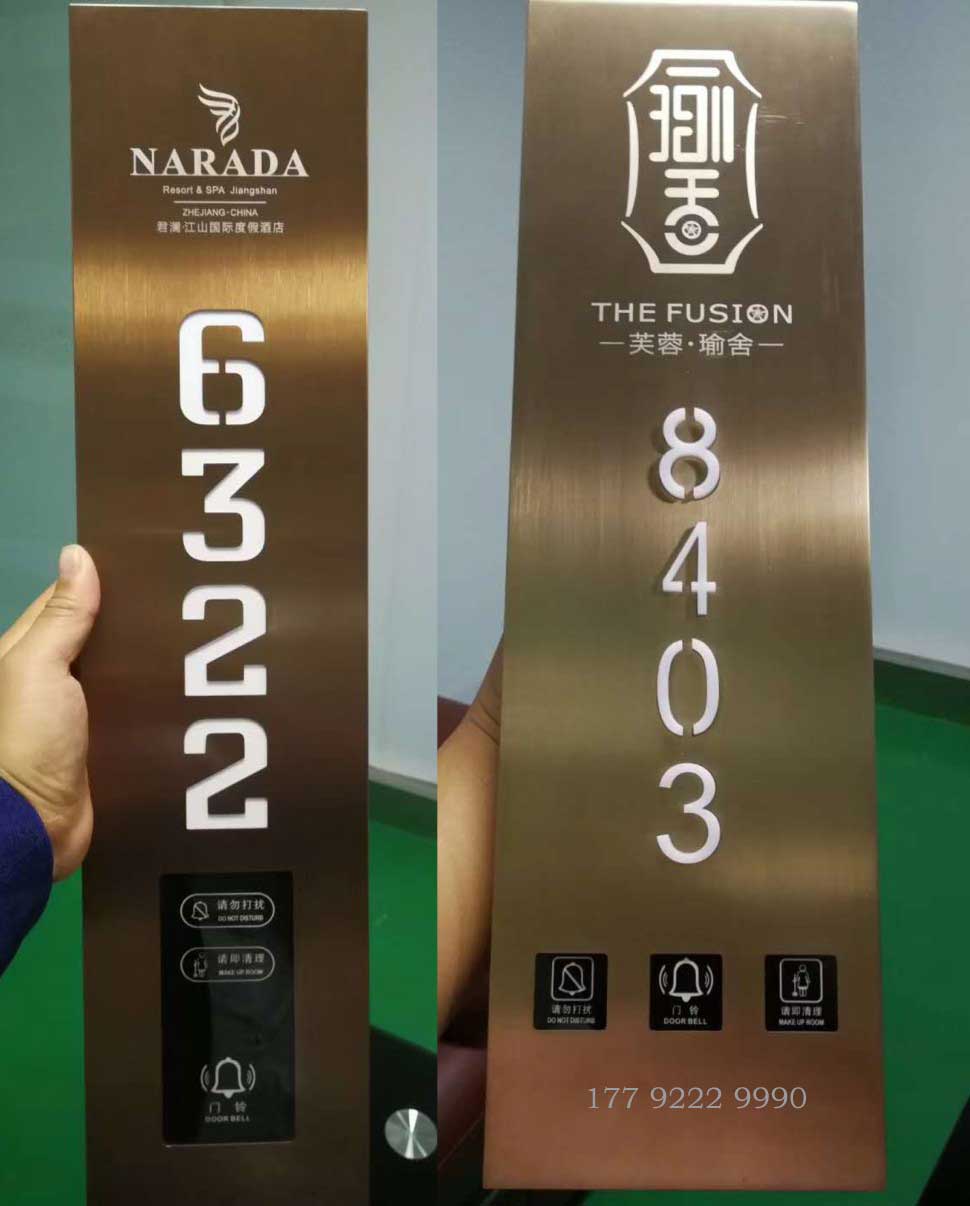 NARADA
Resort & SPA Jiangshan
ZHEJIANG·CHINA
君澜·江山国际度假酒店
6
3
2
2
请勿打扰
DO NOT DISTURB
请即清理
MAKE UP ROOM
门 铃
DOOR BELL
瑜舍
THE FUSION
芙蓉·瑜舍
8
4
0
3
请勿打扰
DO NOT DISTURB
门 铃
DOOR BELL
请即清理
MAKE UP ROOM
177 9222 9990